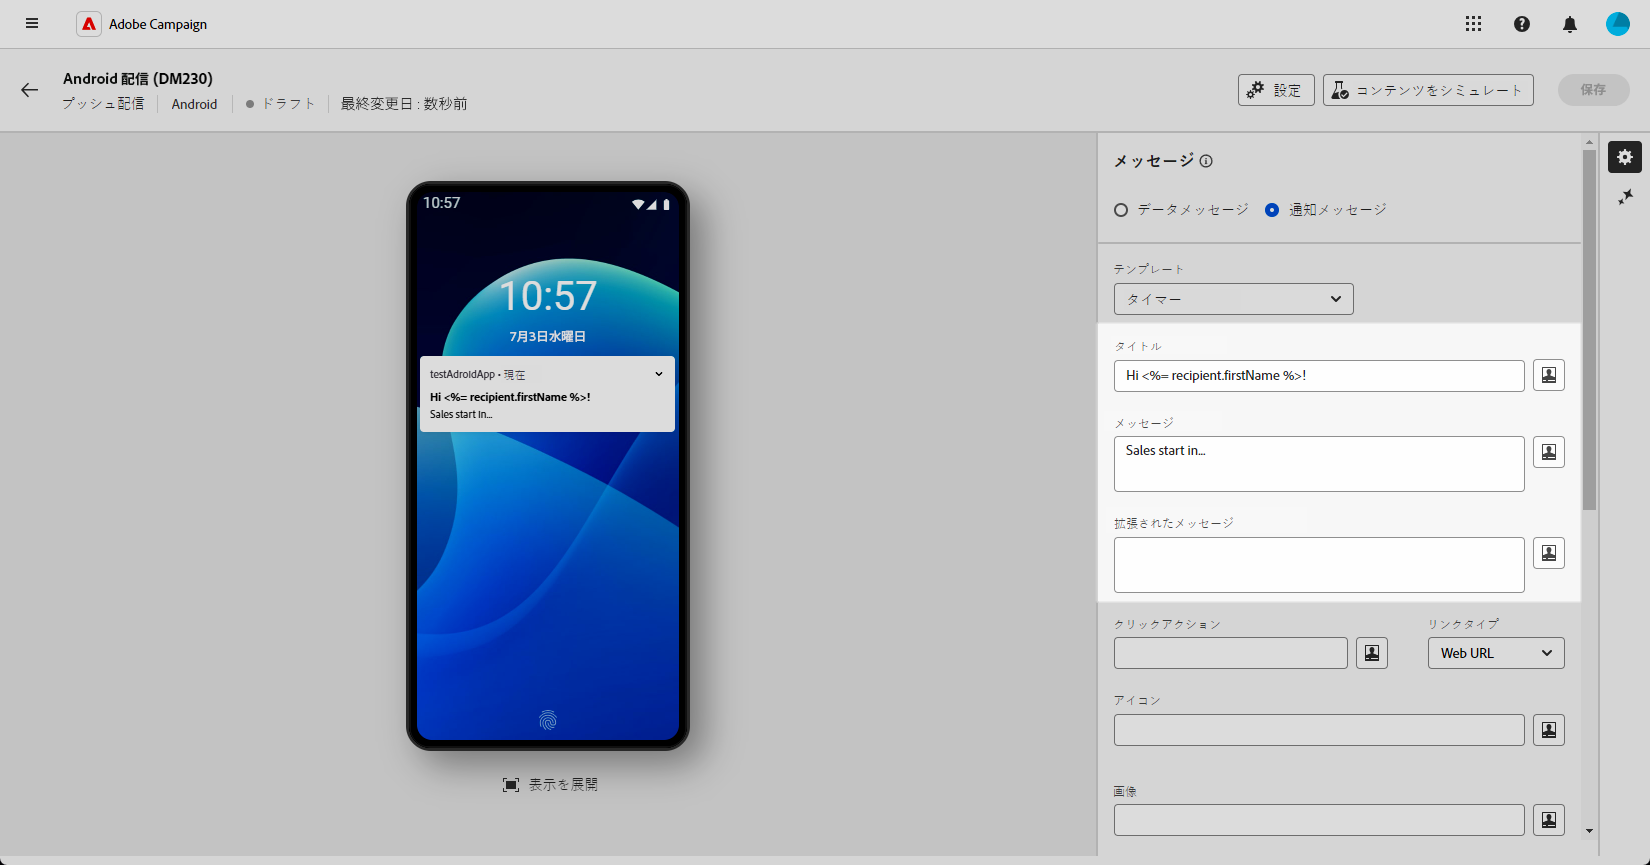 Adobe Campaign
Android 配信 (DM230)
プッシュ配信 Android ドラフト 最終変更日 : 数秒前
設定 コンテンツをシミュレート 保存
10:57
10:57
7月3日水曜日
testAdroidApp • 現在
Hi <%= recipient.firstName %>!
Sales start in...
表示を展開
メッセージ
データメッセージ 通知メッセージ
テンプレート
タイマー
タイトル
Hi <%= recipient.firstName %>!
メッセージ
Sales start in...
拡張されたメッセージ
クリックアクション リンクタイプ
Web URL
アイコン
画像